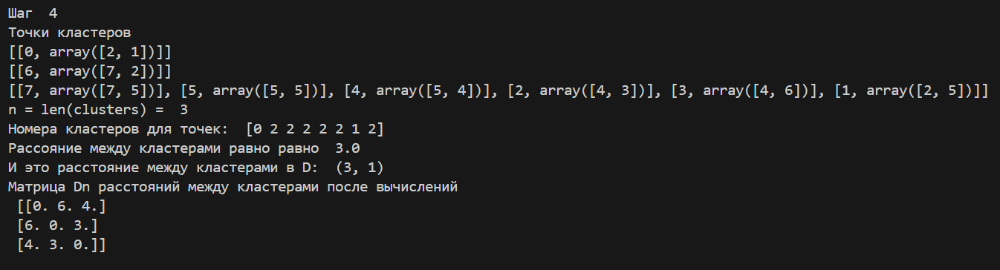 Шаг  4
Точки кластеров
[[0, array([2, 1])]]
[[6, array([7, 2])]]
[[7, array([7, 5])], [5, array([5, 5])], [4, array([5, 4])], [2, array([4, 3])], [3, array([4, 6])], [1, array([2, 5])]]
n = len(clusters) =  3
Номера кластеров для точек:  [0 2 2 2 2 2 1 2]
Рассояние между кластерами равно равно  3.0
И это расстояние между кластерами в D:  (3, 1)
Матрица Dn расстояний между кластерами после вычислений
[[0. 6. 4.]
[6. 0. 3.]
[4. 3. 0.]]